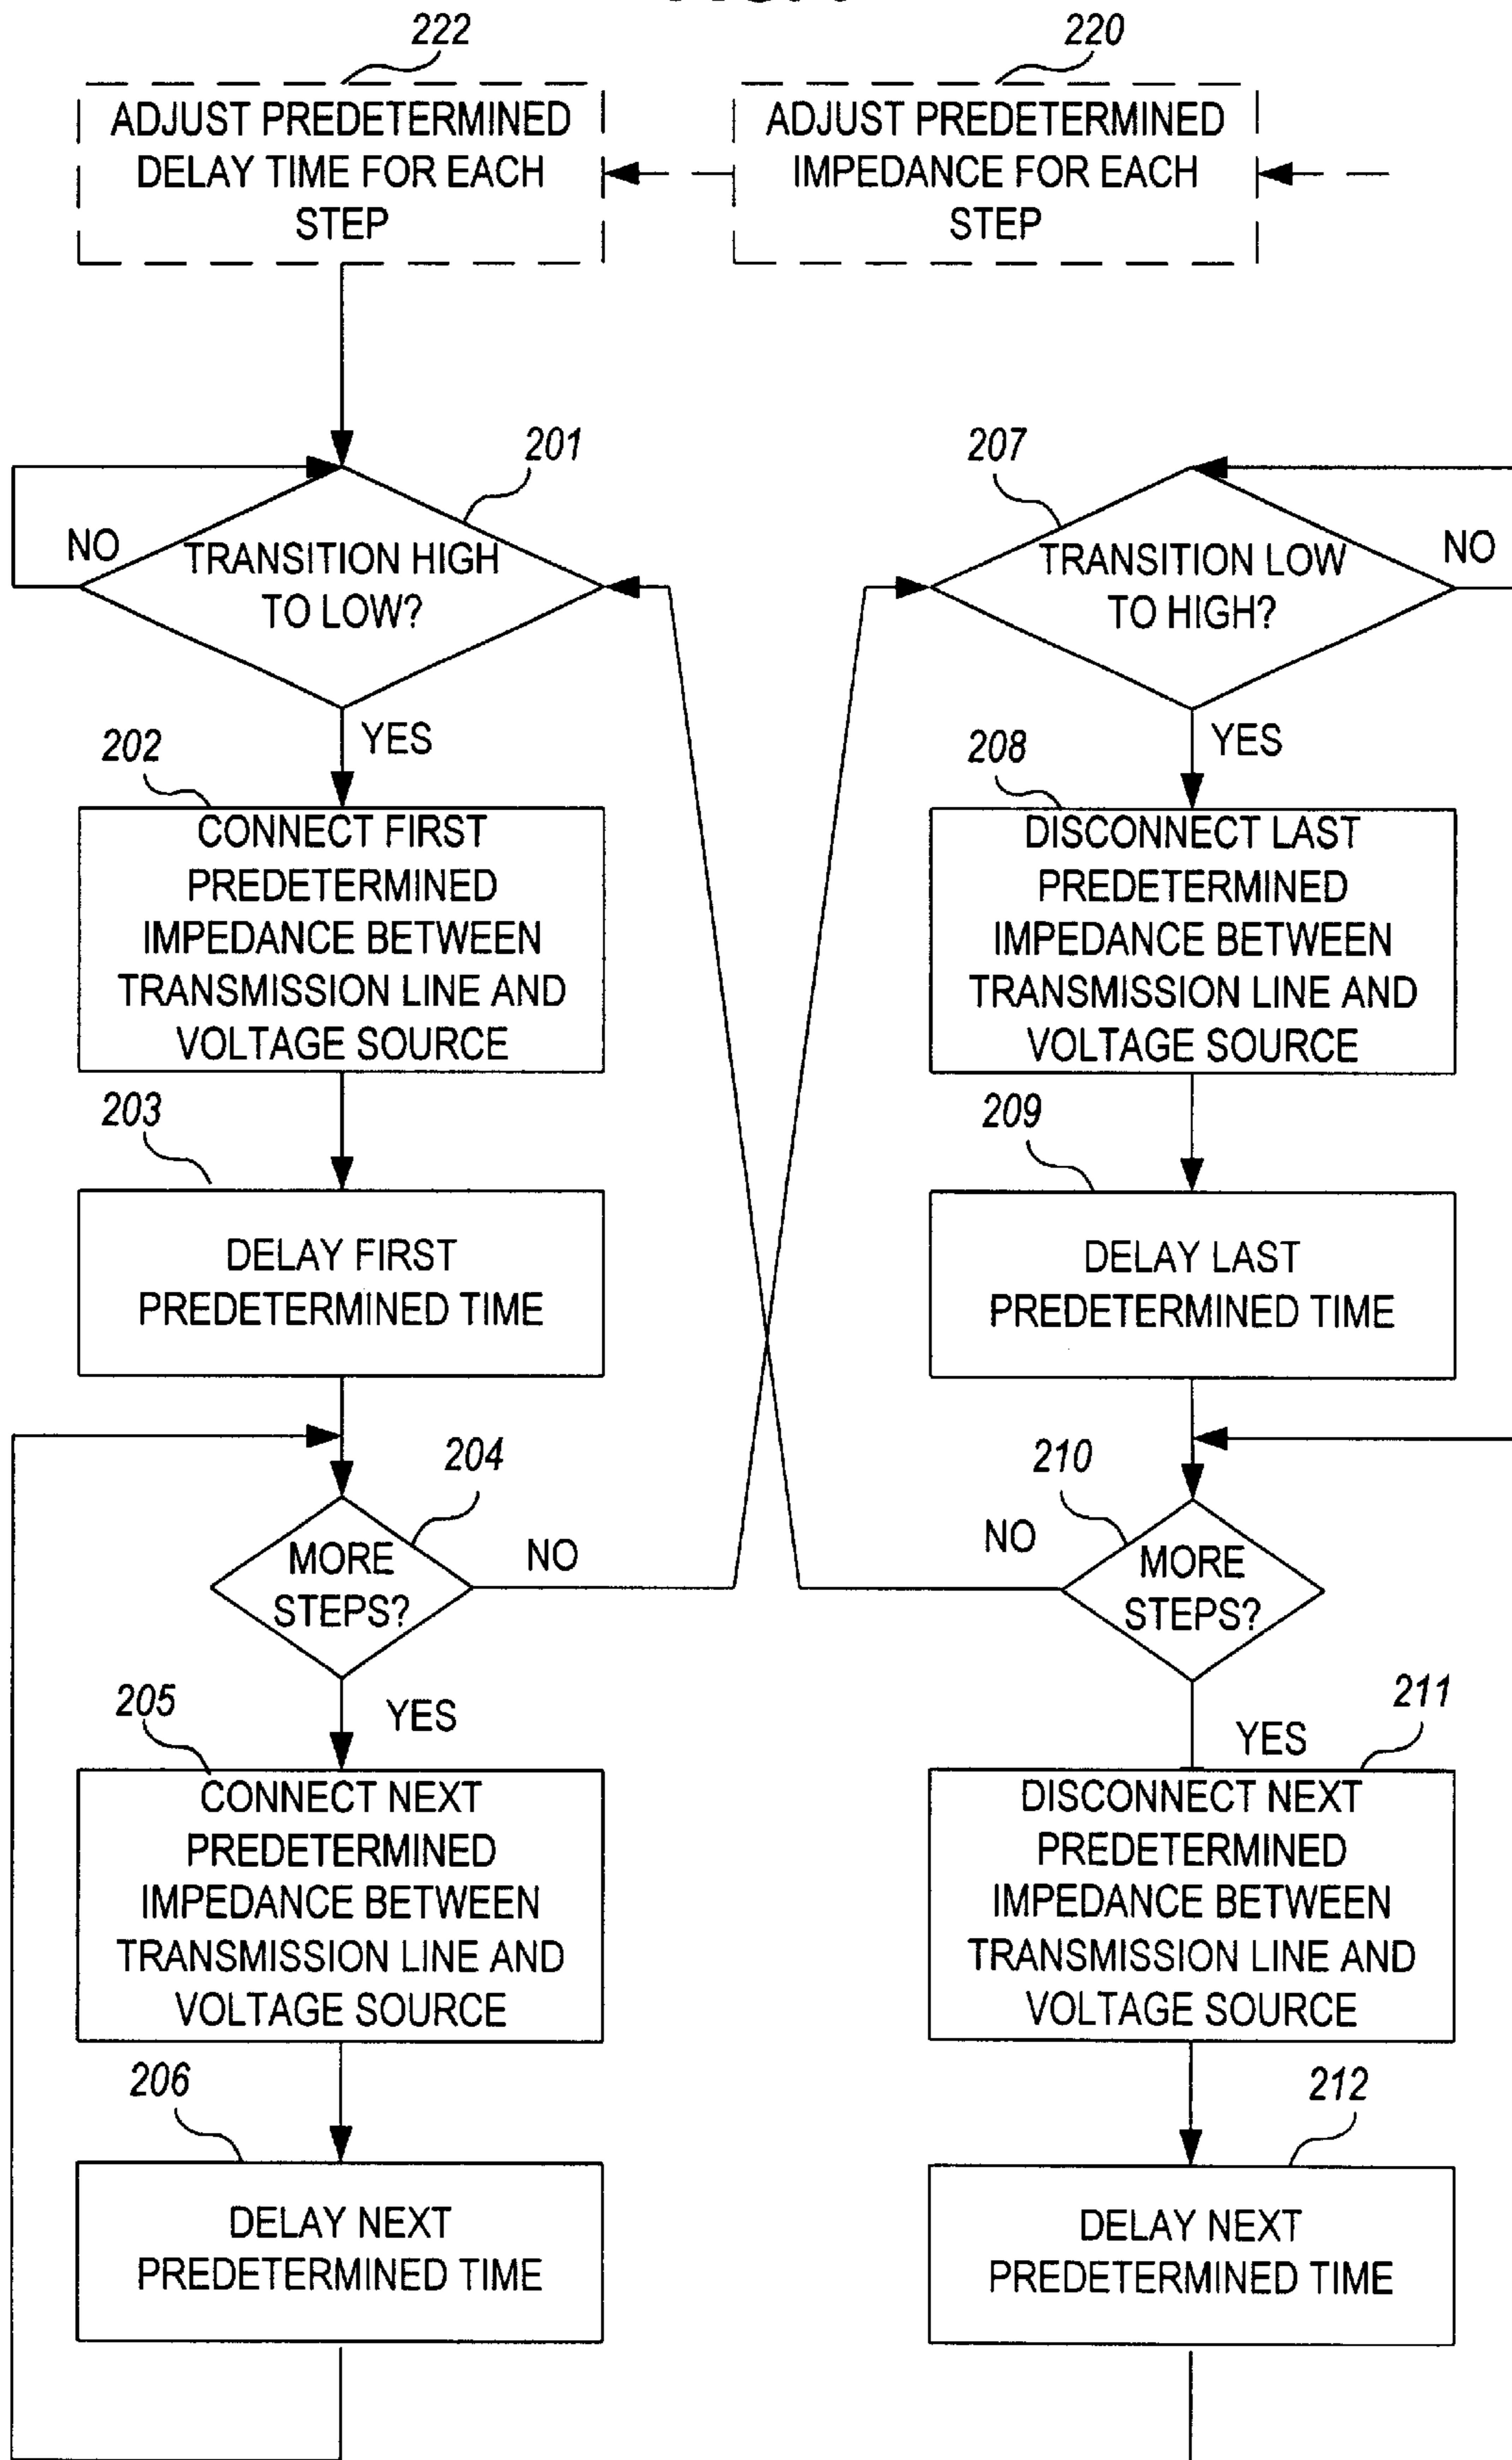 222
220
ADJUST PREDETERMINED
DELAY TIME FOR EACH
STEP
ADJUST PREDETERMINED
IMPEDANCE FOR EACH
STEP
201
NO
TRANSITION HIGH
TO LOW?
YES
202
CONNECT FIRST
PREDETERMINED
IMPEDANCE BETWEEN
TRANSMISSION LINE AND
VOLTAGE SOURCE
203
DELAY FIRST
PREDETERMINED TIME
204
MORE
STEPS?
NO
YES
205
CONNECT NEXT
PREDETERMINED
IMPEDANCE BETWEEN
TRANSMISSION LINE AND
VOLTAGE SOURCE
206
DELAY NEXT
PREDETERMINED TIME
207
TRANSITION LOW
TO HIGH?
NO
YES
208
DISCONNECT LAST
PREDETERMINED
IMPEDANCE BETWEEN
TRANSMISSION LINE AND
VOLTAGE SOURCE
209
DELAY LAST
PREDETERMINED TIME
210
NO
MORE
STEPS?
YES
211
DISCONNECT NEXT
PREDETERMINED
IMPEDANCE BETWEEN
TRANSMISSION LINE AND
VOLTAGE SOURCE
212
DELAY NEXT
PREDETERMINED TIME